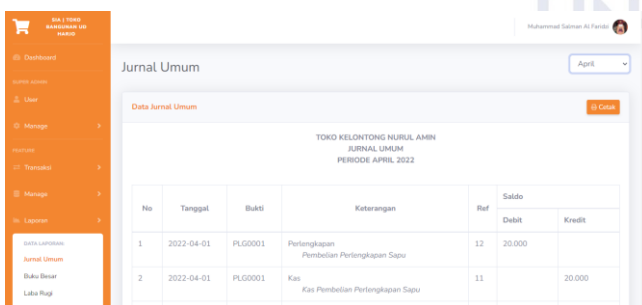 SIA | TOKO
BANGUNAN UD
HARJO
Muhammad Salman Al Faridsi
Dashboard
Jurnal Umum
April
SUPER ADMIN
User
Data Jurnal Umum
Cetak
Manage
TOKO KELONTONG NURUL AMIN
JURNAL UMUM
PERIODE APRIL 2022
FEATURE
Transaksi
Manage
No Tanggal Bukti Keterangan Ref Saldo
Debit Kredit
Laporan
DATA LAPORAN:
1 2022-04-01 PLG0001 Perlengkapan 12 20.000
Pembelian Perlengkapan Sapu
Jurnal Umum
Buku Besar
2 2022-04-01 PLG0001 Kas 11 20.000
Kas Pembelian Perlengkapan Sapu
Laba Rugi